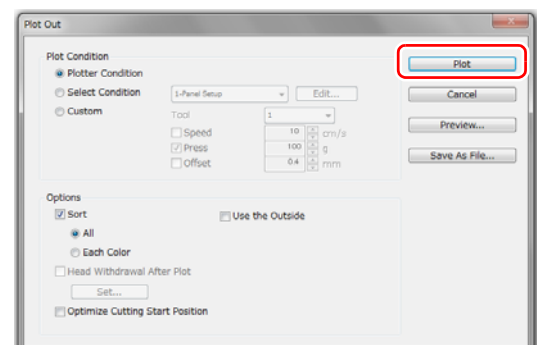 Plot Out
Plot Condition
Plotter Condition
Select Condition
1-Panel Setup
Edit...
Custom
Tool
1
Speed
10
cm/s
Press
100
g
Offset
0.4
mm
Plot
Cancel
Preview...
Save As File...
Options
Sort
Use the Outside
All
Each Color
Head Withdrawal After Plot
Set...
Optimize Cutting Start Position